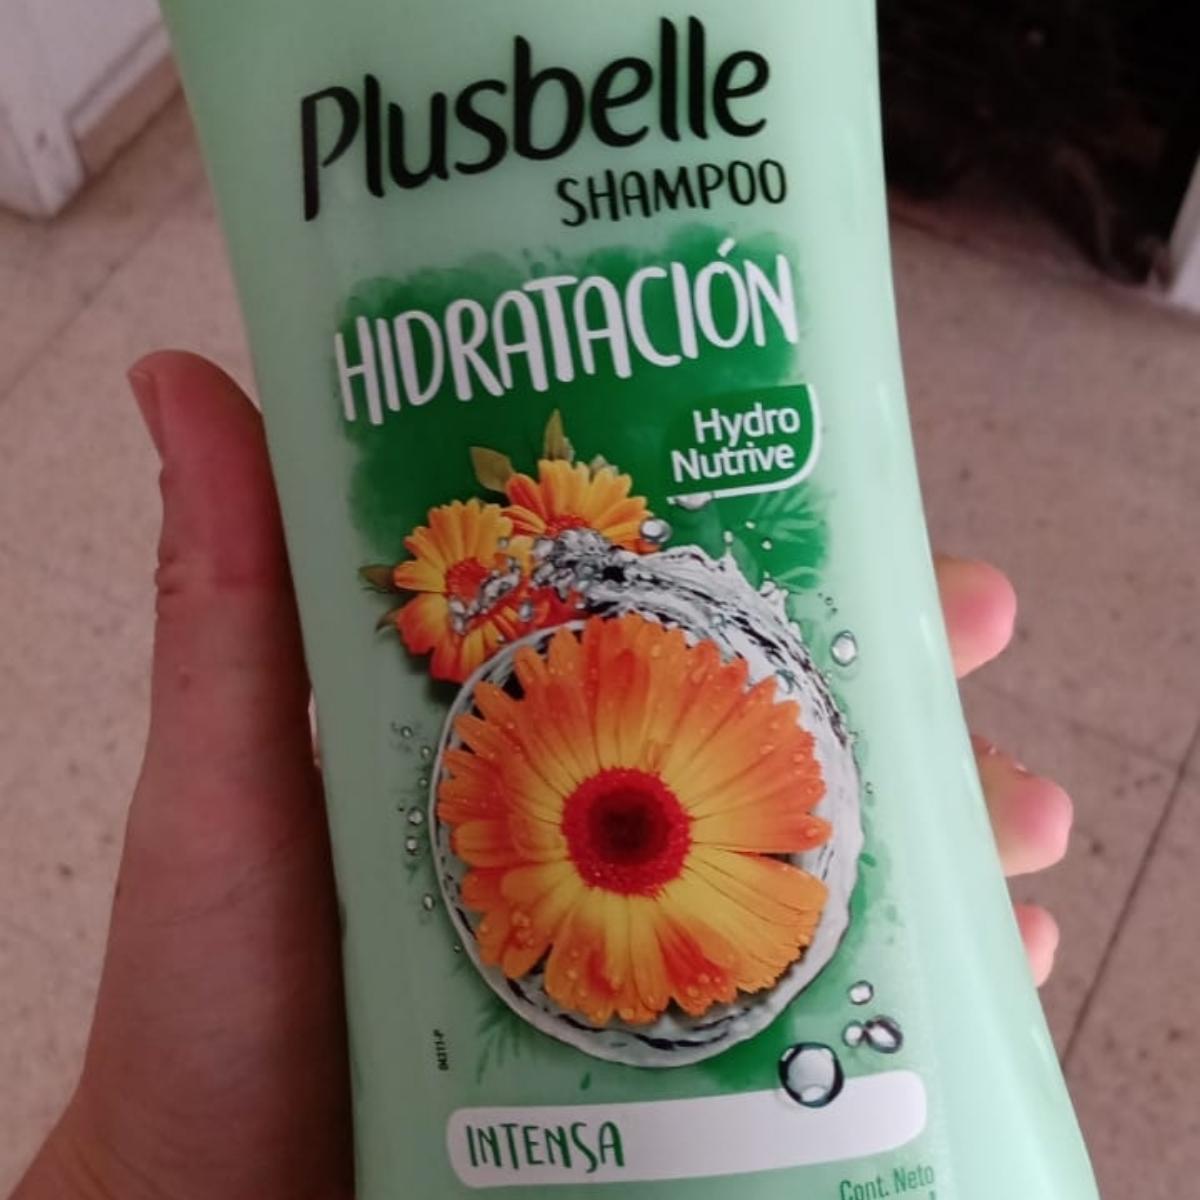 Plusbelle
SHAMPOO
HIDRATACIÓN
Hydro
Nutrive
INTENSA
Cont. Neto